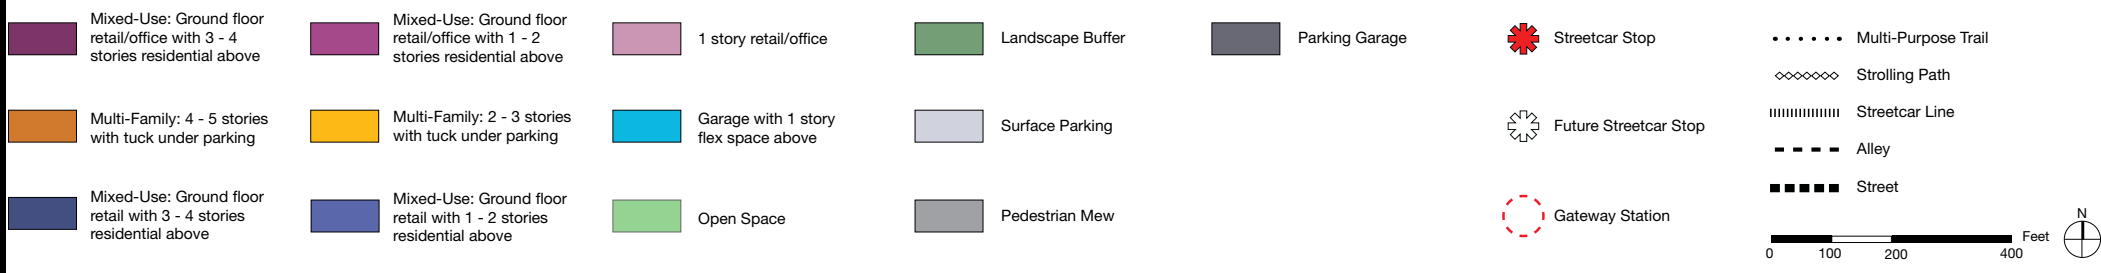 Mixed-Use: Ground floor
retail/office with 3 - 4
stories residential above
Multi-Family: 4 - 5 stories
with tuck under parking
Mixed-Use: Ground floor
retail with 3 - 4 stories
residential above
Mixed-Use: Ground floor
retail/office with 1 - 2
stories residential above
Multi-Family: 2 - 3 stories
with tuck under parking
Mixed-Use: Ground floor
retail with 1 - 2 stories
residential above
1 story retail/office
Garage with 1 story
flex space above
Open Space
Landscape Buffer
Surface Parking
Pedestrian Mew
Parking Garage
Streetcar Stop
Future Streetcar Stop
Gateway Station
Multi-Purpose Trail
Strolling Path
Streetcar Line
Alley
Street
0 100 200 400 Feet
N